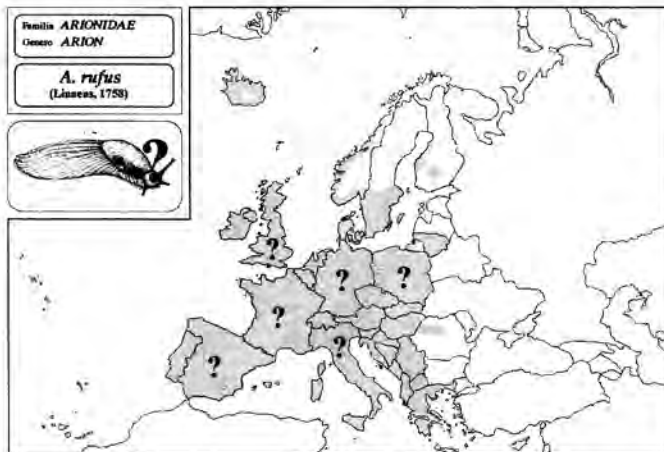 Familia ARIONIDAE
Genero ARION
A. rufus
(Linneus, 1758)
?
?
?
?
?
?
?